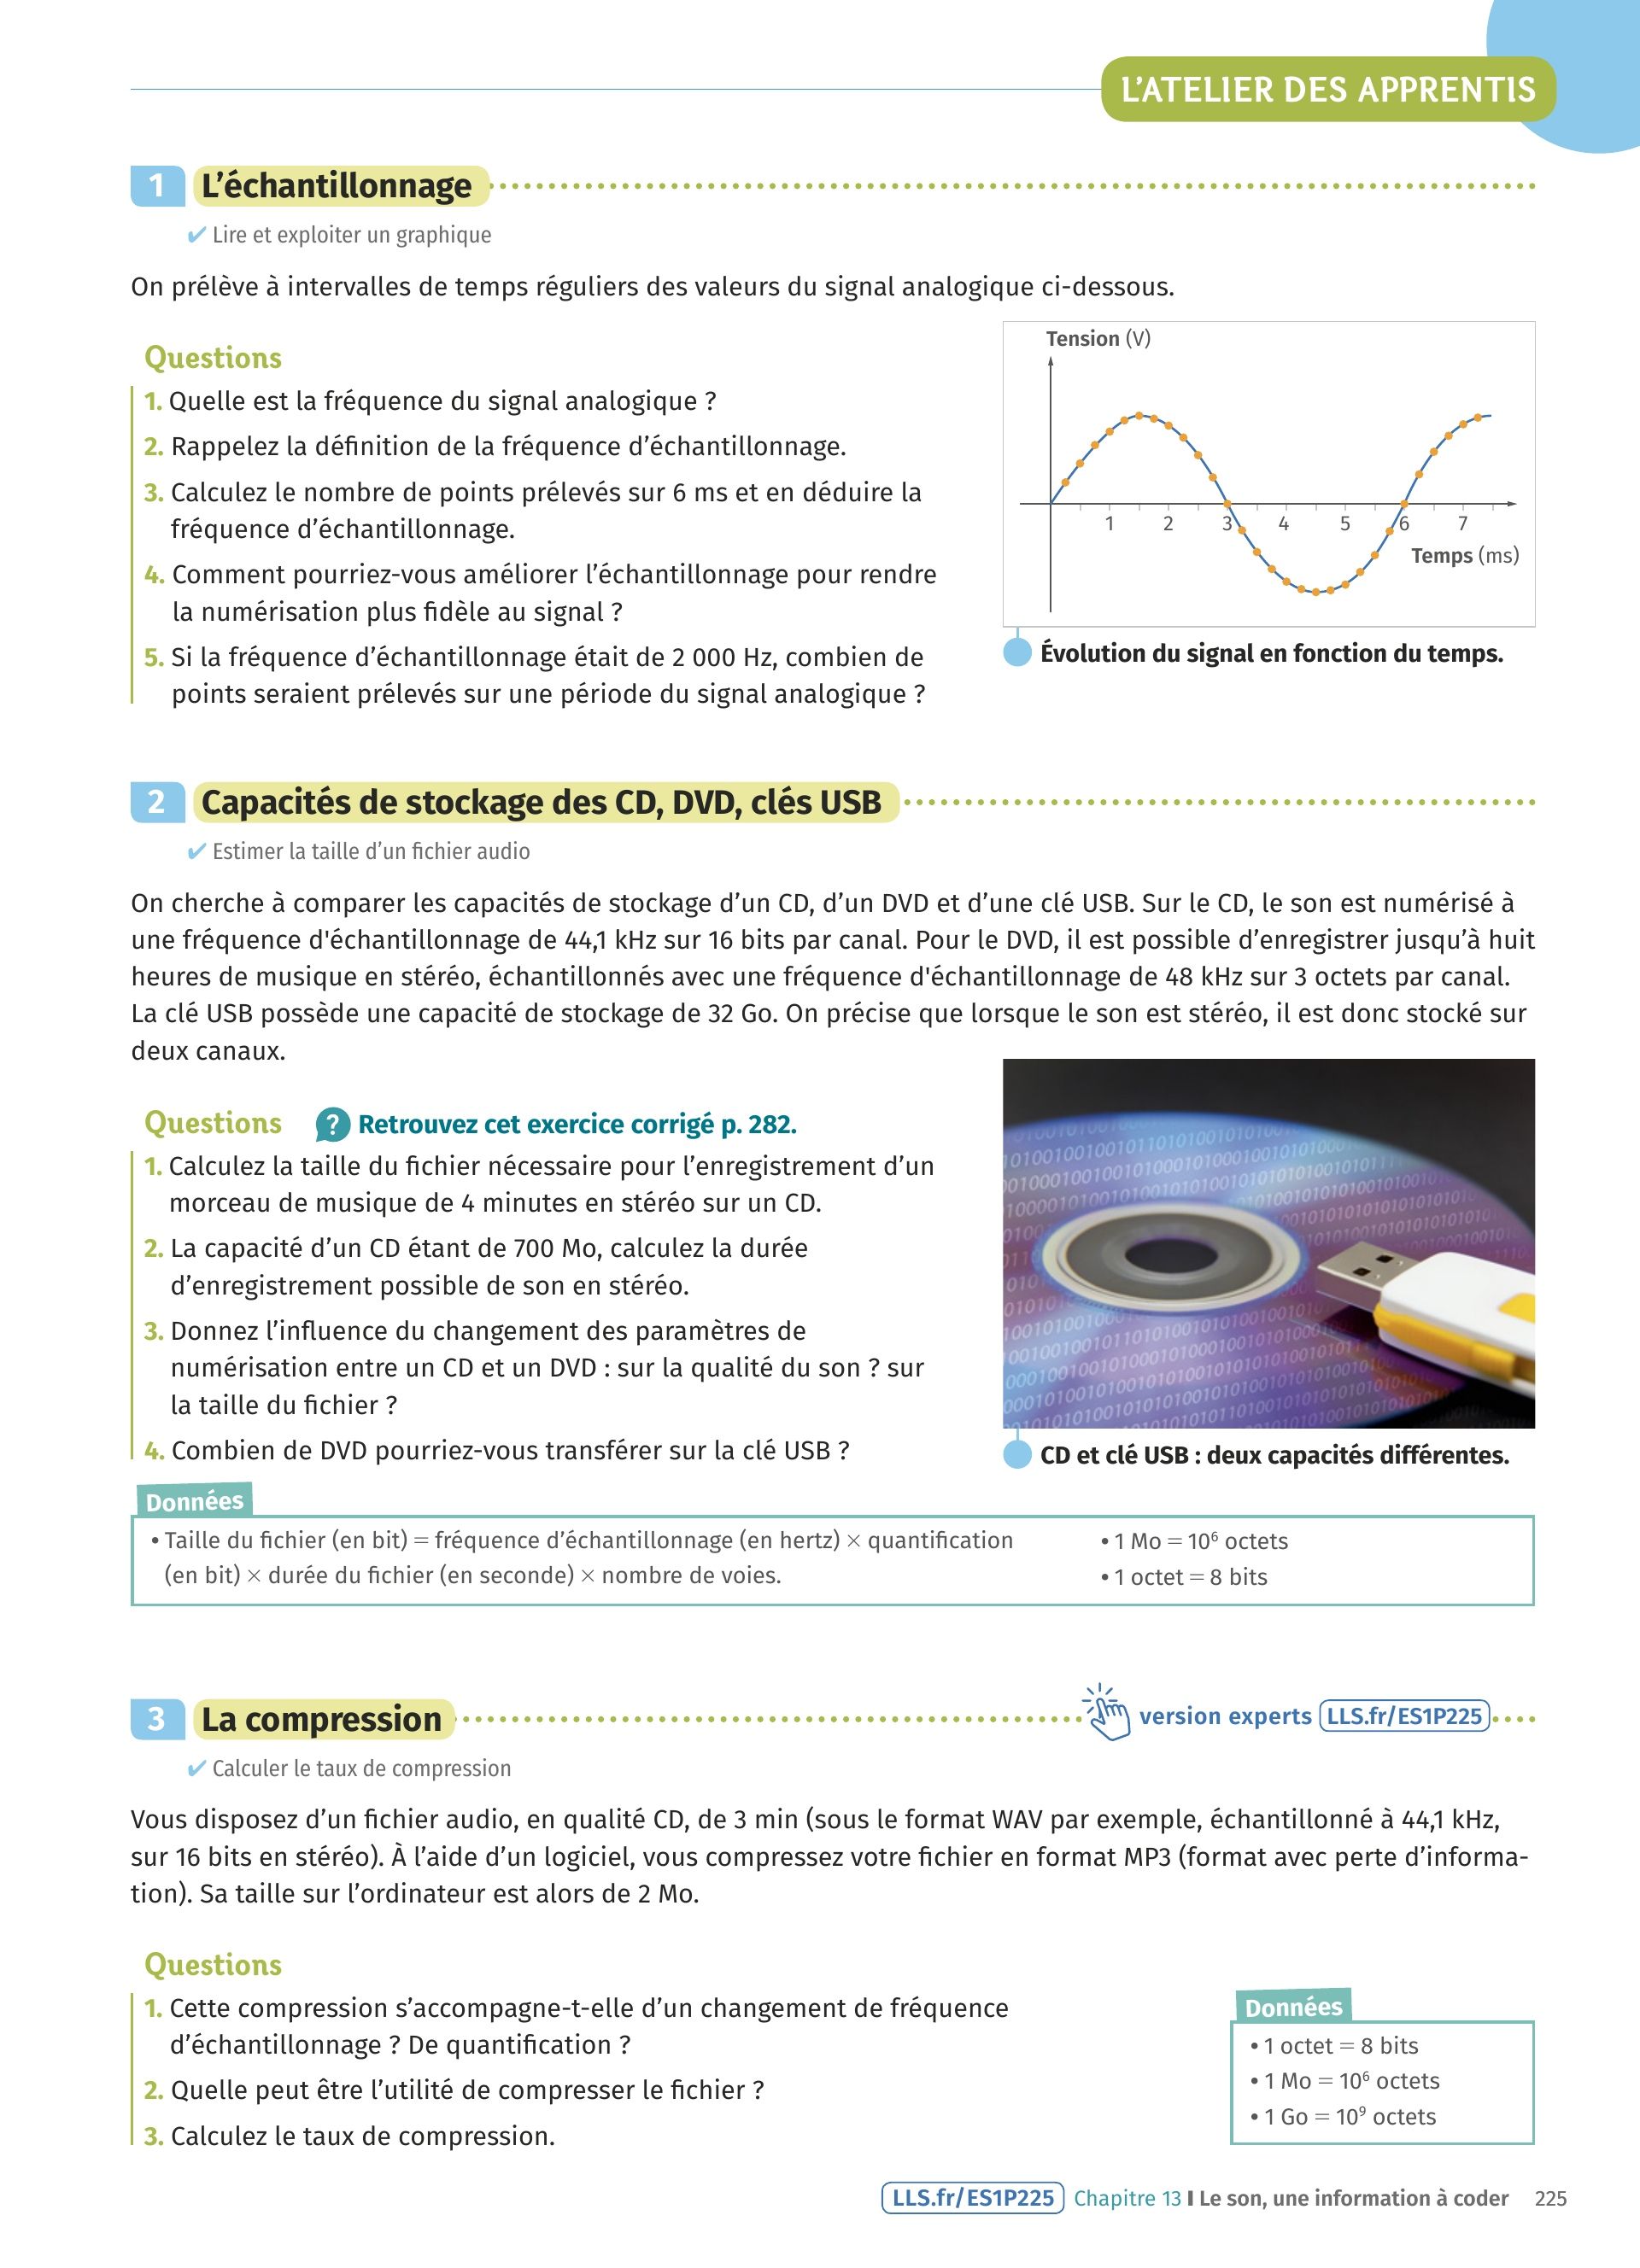 L'ATELIER DES APPRENTIS
1 L'échantillonnage
✔ Lire et exploiter un graphique
On prélève à intervalles de temps réguliers des valeurs du signal analogique ci-dessous.
Questions
1. Quelle est la fréquence du signal analogique ?
2. Rappelez la définition de la fréquence d'échantillonnage.
3. Calculez le nombre de points prélevés sur 6 ms et en déduire la
fréquence d'échantillonnage.
4. Comment pourriez-vous améliorer l'échantillonnage pour rendre
la numérisation plus fidèle au signal ?
5. Si la fréquence d'échantillonnage était de 2 000 Hz, combien de
points seraient prélevés sur une période du signal analogique ?
Tension (V)
1 2 3 4 5 6 7
Temps (ms)
Évolution du signal en fonction du temps.
2 Capacités de stockage des CD, DVD, clés USB
✔ Estimer la taille d'un fichier audio
On cherche à comparer les capacités de stockage d'un CD, d'un DVD et d'une clé USB. Sur le CD, le son est numérisé à
une fréquence d'échantillonnage de 44,1 kHz sur 16 bits par canal. Pour le DVD, il est possible d'enregistrer jusqu'à huit
heures de musique en stéréo, échantillonnés avec une fréquence d'échantillonnage de 48 kHz sur 3 octets par canal.
La clé USB possède une capacité de stockage de 32 Go. On précise que lorsque le son est stéréo, il est donc stocké sur
deux canaux.
Questions ? Retrouvez cet exercice corrigé p. 282.
1. Calculez la taille du fichier nécessaire pour l'enregistrement d'un
morceau de musique de 4 minutes en stéréo sur un CD.
2. La capacité d'un CD étant de 700 Mo, calculez la durée
d'enregistrement possible de son en stéréo.
3. Donnez l'influence du changement des paramètres de
numérisation entre un CD et un DVD : sur la qualité du son ? sur
la taille du fichier ?
4. Combien de DVD pourriez-vous transférer sur la clé USB ?
CD et clé USB : deux capacités différentes.
Données
• Taille du fichier (en bit) = fréquence d'échantillonnage (en hertz) × quantification
(en bit) × durée du fichier (en seconde) × nombre de voies.
• 1 Mo = 10⁶ octets
• 1 octet = 8 bits
3 La compression
version experts LLS.fr/ES1P225
✔ Calculer le taux de compression
Vous disposez d'un fichier audio, en qualité CD, de 3 min (sous le format WAV par exemple, échantillonné à 44,1 kHz,
sur 16 bits en stéréo). À l'aide d'un logiciel, vous compressez votre fichier en format MP3 (format avec perte d'informa-
tion). Sa taille sur l'ordinateur est alors de 2 Mo.
Questions
1. Cette compression s'accompagne-t-elle d'un changement de fréquence
d'échantillonnage ? De quantification ?
2. Quelle peut être l'utilité de compresser le fichier ?
3. Calculez le taux de compression.
Données
• 1 octet = 8 bits
• 1 Mo = 10⁶ octets
• 1 Go = 10⁹ octets
LLS.fr/ES1P225 Chapitre 13 I Le son, une information à coder 225